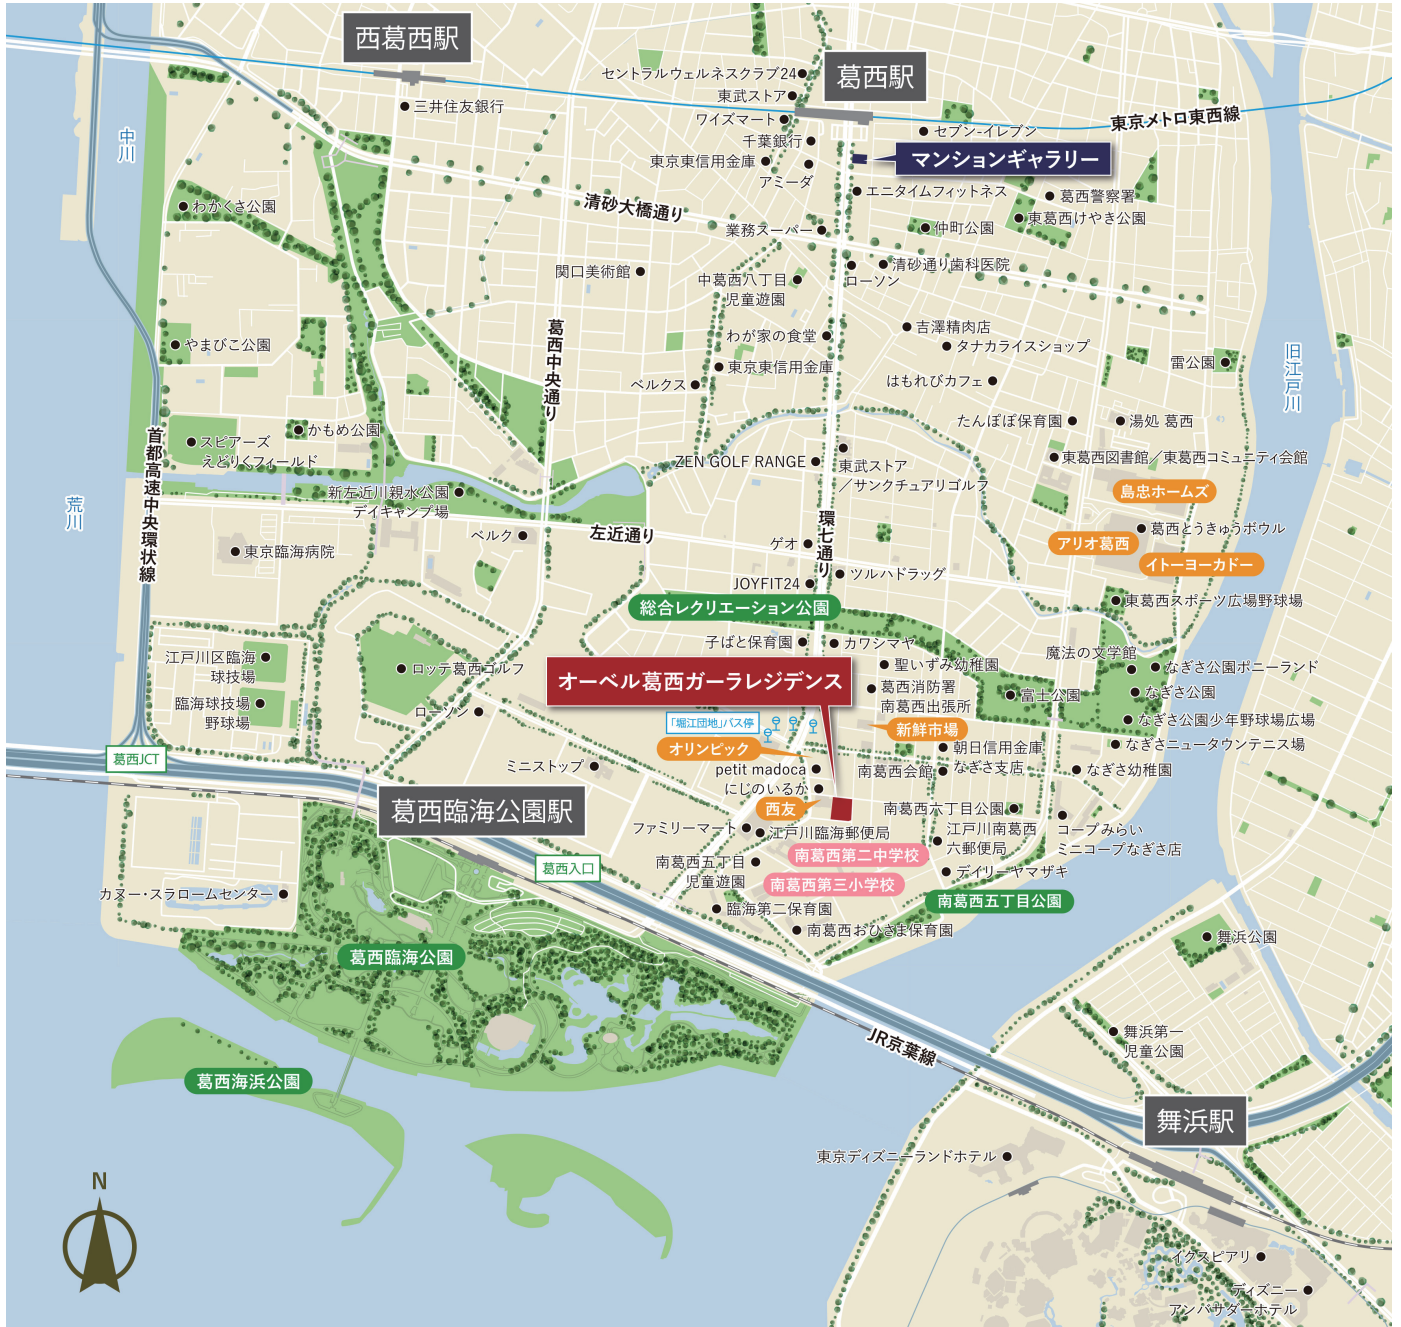 西葛西駅
葛西駅
セントラルウェルネスクラブ24
東武ストア
三井住友銀行
ワイズマート
東京メトロ東西線
セブン-イレブン
中川
千葉銀行
マンションギャラリー
東京東信用金庫
アミーダ
エニタイムフィットネス
葛西警察署
わかくさ公園
清砂大橋通り
東葛西けやき公園
業務スーパー
仲町公園
関口美術館
清砂通り歯科医院
中葛西八丁目
児童遊園
ローソン
葛西中央通り
わが家の食堂
吉澤精肉店
やまびこ公園
タナカライスショップ
旧江戸川
雷公園
東京東信用金庫
ベルクス
はもれびカフェ
たんぽぽ保育園
湯処 葛西
かもめ公園
スピアーズ
えどりくフィールド
首都高速中央環状線
ZEN GOLF RANGE
東武ストア
／サンクチュアリゴルフ
東葛西図書館／東葛西コミュニティ会館
島忠ホームズ
新左近川親水公園
デイキャンプ場
荒川
環七通り
葛西とうきゅうボウル
ベルク
左近通り
ゲオ
アリオ葛西
東京臨海病院
イトーヨーカドー
JOYFIT24
ツルハドラッグ
総合レクリエーション公園
東葛西スポーツ広場野球場
子ばと保育園
カワシマヤ
魔法の文学館
江戸川区臨海
球技場
ロッテ葛西ゴルフ
聖いずみ幼稚園
なぎさ公園ポニーランド
オーベル葛西ガーラレジデンス
葛西消防署
南葛西出張所
富士公園
なぎさ公園
臨海球技場
野球場
ローソン
「堀江団地」バス停
新鮮市場
なぎさ公園少年野球場広場
オリンピック
朝日信用金庫
なぎさ支店
なぎさニュータウンテニス場
葛西JCT
ミニストップ
petit madoca
南葛西会館
なぎさ幼稚園
にじのいるか
葛西臨海公園駅
西友
南葛西六丁目公園
ファミリーマート
江戸川臨海郵便局
江戸川南葛西
六郵便局
コープみらい
ミニコープなぎさ店
南葛西第二中学校
葛西入口
南葛西五丁目
児童遊園
デイリーヤマザキ
南葛西第三小学校
カヌー・スラロームセンター
南葛西五丁目公園
臨海第二保育園
南葛西おひさま保育園
舞浜公園
葛西臨海公園
JR京葉線
舞浜第一
児童公園
葛西海浜公園
舞浜駅
東京ディズニーランドホテル
N
イクスピアリ
ディズニー
アンバサダーホテル